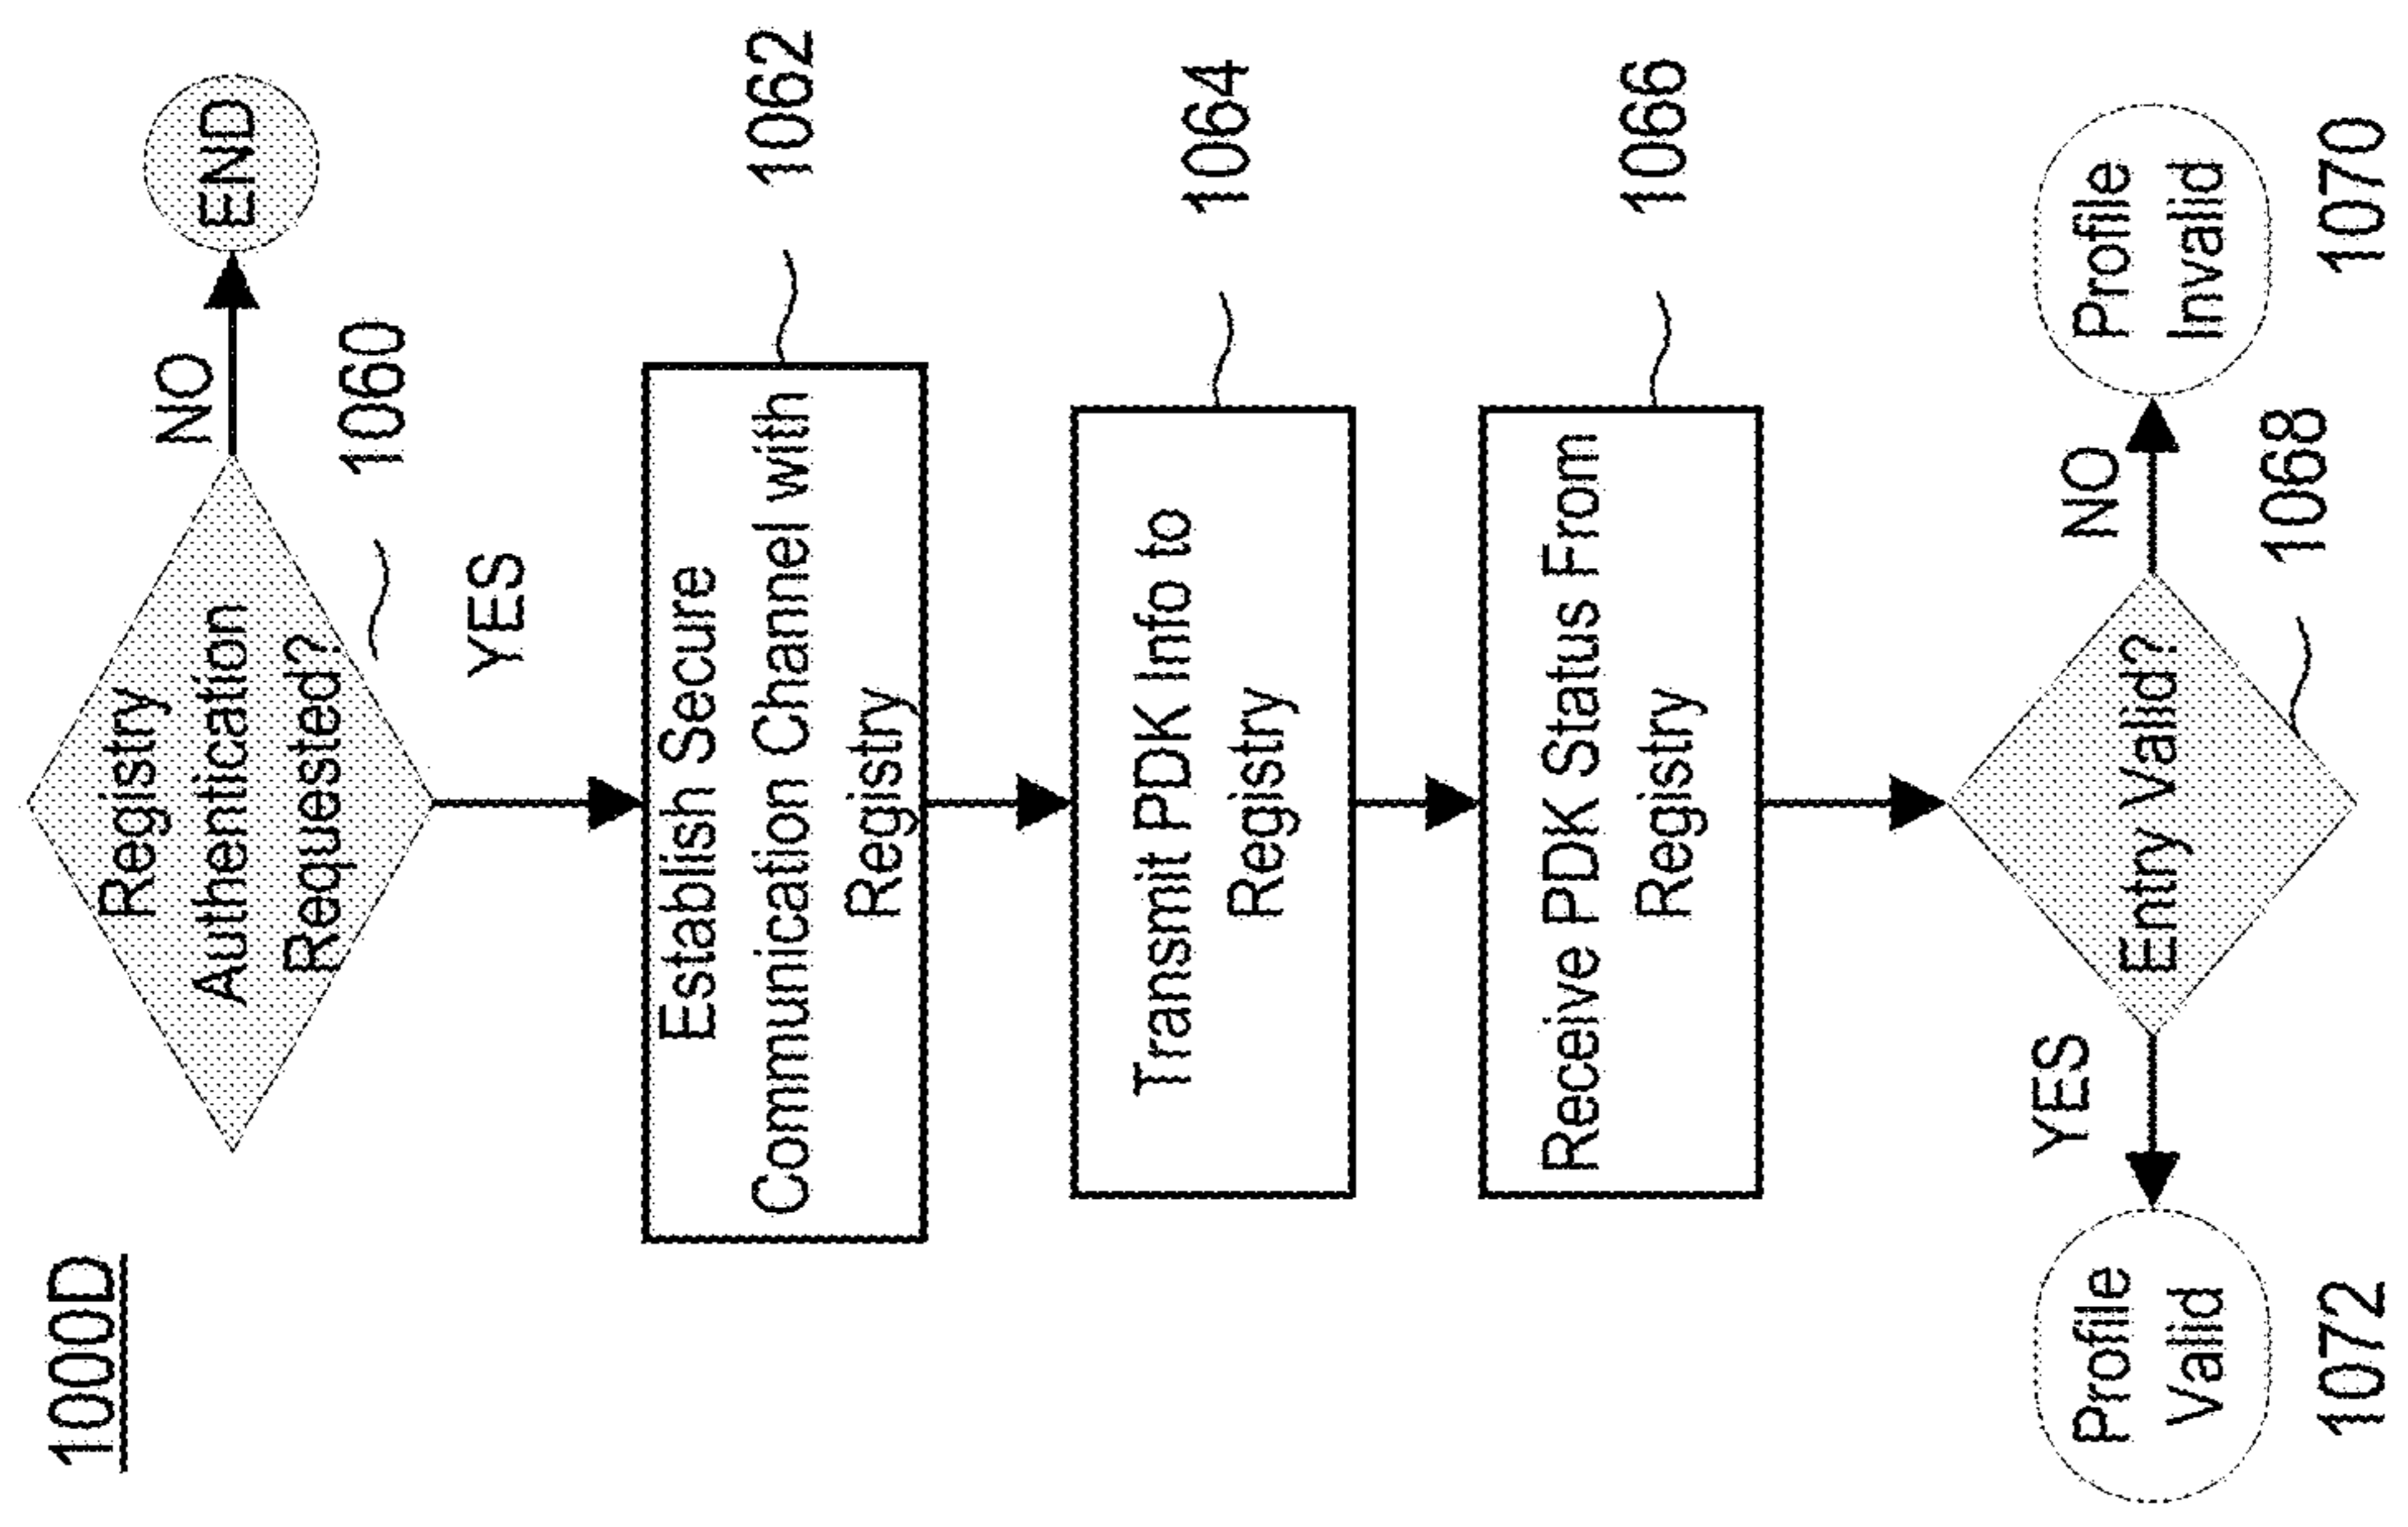 1000D
Registry
Authentication
Requested?
1060
NO
END
YES
Establish Secure
Communication Channel with
Registry
1062
Transmit PDK Info to
Registry
1064
Receive PDK Status From
Registry
1066
Entry Valid?
1068
YES
NO
Profile
Valid
1072
Profile
Invalid
1070